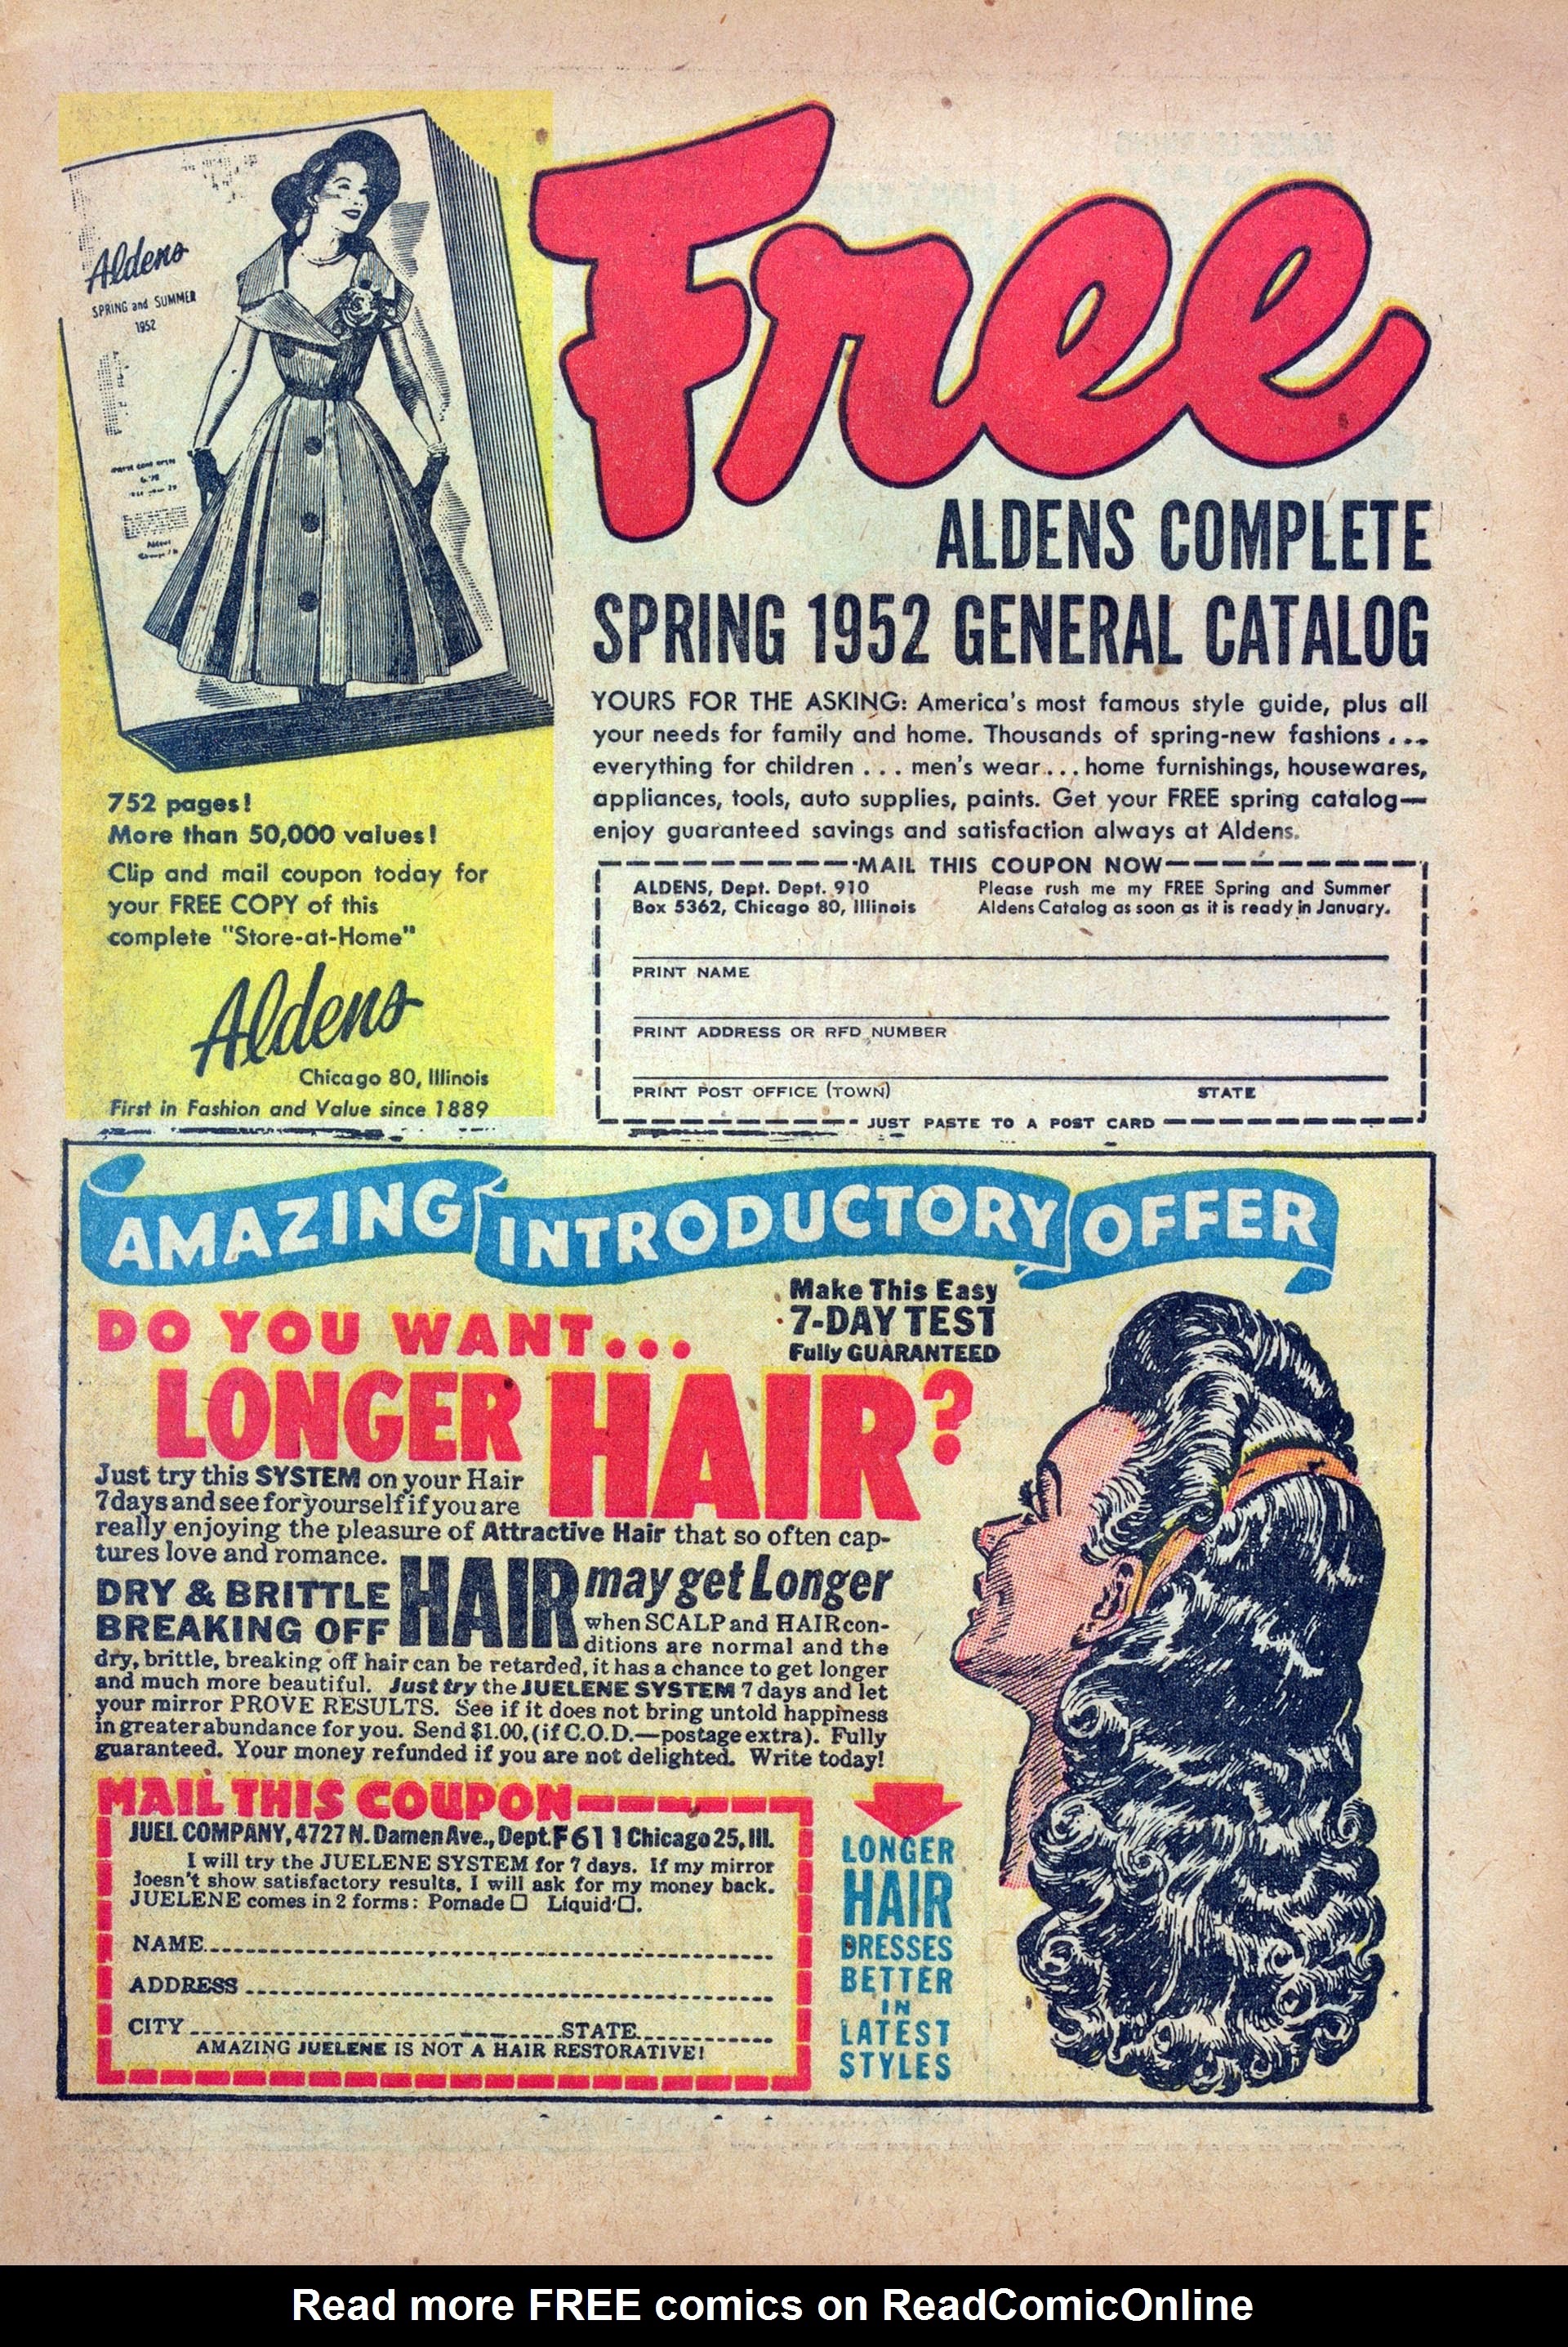 Aldens
SPRING and SUMMER
1952
Free
ALDENS COMPLETE
SPRING 1952 GENERAL CATALOG
YOURS FOR THE ASKING: America's most famous style guide, plus all
your needs for family and home. Thousands of spring-new fashions ...
everything for children ... men's wear... home furnishings, housewares,
appliances, tools, auto supplies, paints. Get your FREE spring catalog—
enjoy guaranteed savings and satisfaction always at Aldens.
752 pages!
More than 50,000 values!
Clip and mail coupon today for
your FREE COPY of this
complete "Store-at-Home"
Aldens
Chicago 80, Illinois
First in Fashion and Value since 1889
MAIL THIS COUPON NOW
ALDENS, Dept. Dept. 910
Box 5362, Chicago 80, Illinois
Please rush me my FREE Spring and Summer
Aldens Catalog as soon as it is ready in January.
PRINT NAME
PRINT ADDRESS OR RFD NUMBER
PRINT POST OFFICE (TOWN) STATE
JUST PASTE TO A POST CARD
AMAZING INTRODUCTORY OFFER
Make This Easy
7-DAY TEST
Fully GUARANTEED
DO YOU WANT...
LONGER HAIR?
Just try this SYSTEM on your Hair
7 days and see for yourself if you are
really enjoying the pleasure of Attractive Hair that so often cap-
tures love and romance.
DRY & BRITTLE
BREAKING OFF HAIR may get Longer
when SCALP and HAIR con-
ditions are normal and the
dry, brittle, breaking off hair can be retarded, it has a chance to get longer
and much more beautiful. Just try the JUELENE SYSTEM 7 days and let
your mirror PROVE RESULTS. See if it does not bring untold happiness
in greater abundance for you. Send $1.00, (if C.O.D.—postage extra). Fully
guaranteed. Your money refunded if you are not delighted. Write today!
MAIL THIS COUPON
JUEL COMPANY, 4727 N. Damen Ave., Dept. F611 Chicago 25, Ill.
I will try the JUELENE SYSTEM for 7 days. If my mirror
doesn't show satisfactory results, I will ask for my money back.
JUELENE comes in 2 forms: Pomade ☐ Liquid ☐.
NAME
ADDRESS
CITY STATE
AMAZING JUELENE IS NOT A HAIR RESTORATIVE!
LONGER
HAIR
DRESSES
BETTER
IN
LATEST
STYLES
Read more FREE comics on ReadComicOnline